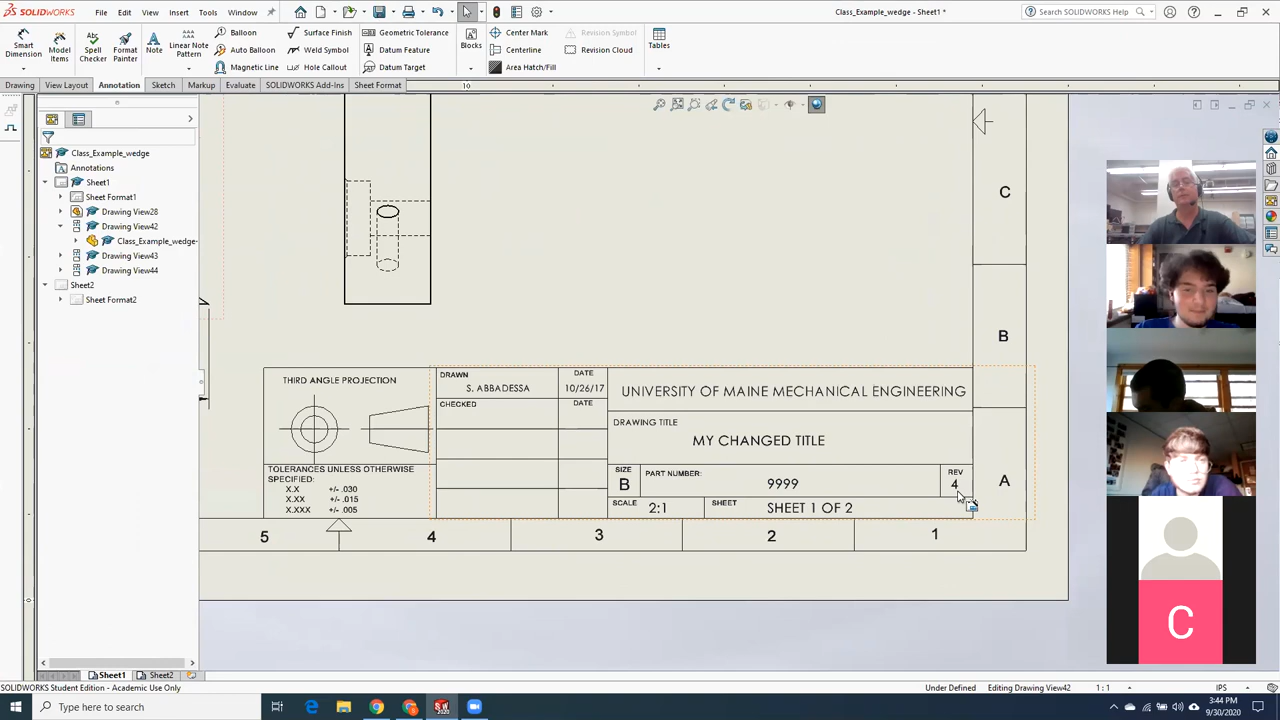 SOLIDWORKS
File Edit View Insert Tools Window
Class_Example_wedge - Sheet1 *
Search SOLIDWORKS Help
Smart Dimension
Model Items
Spell Checker
Format Painter
Note
Linear Note Pattern
Balloon
Auto Balloon
Magnetic Line
Surface Finish
Weld Symbol
Hole Callout
Geometric Tolerance
Datum Feature
Datum Target
Blocks
Center Mark
Centerline
Area Hatch/Fill
Revision Symbol
Revision Cloud
Tables
Drawing View Layout Annotation Sketch Markup Evaluate SOLIDWORKS Add-Ins Sheet Format
10
Class_Example_wedge
Annotations
Sheet1
Sheet Format1
Drawing View28
Drawing View42
Class_Example_wedge-
Drawing View43
Drawing View44
Sheet2
Sheet Format2
C
B
A
THIRD ANGLE PROJECTION
TOLERANCES UNLESS OTHERWISE
SPECIFIED:
X.X +/- .030
X.XX +/- .015
X.XXX +/- .005
DRAWN
S. ABBADESSA
DATE
10/26/17
CHECKED
DATE
UNIVERSITY OF MAINE MECHANICAL ENGINEERING
DRAWING TITLE
MY CHANGED TITLE
SIZE
B
PART NUMBER:
9999
REV
4
SCALE
2:1
SHEET
SHEET 1 OF 2
5 4 3 2 1
C
Sheet1 Sheet2
SOLIDWORKS Student Edition - Academic Use Only
Under Defined Editing Drawing View42 1 : 1 IPS
Type here to search
SW
2020
3:44 PM
9/30/2020